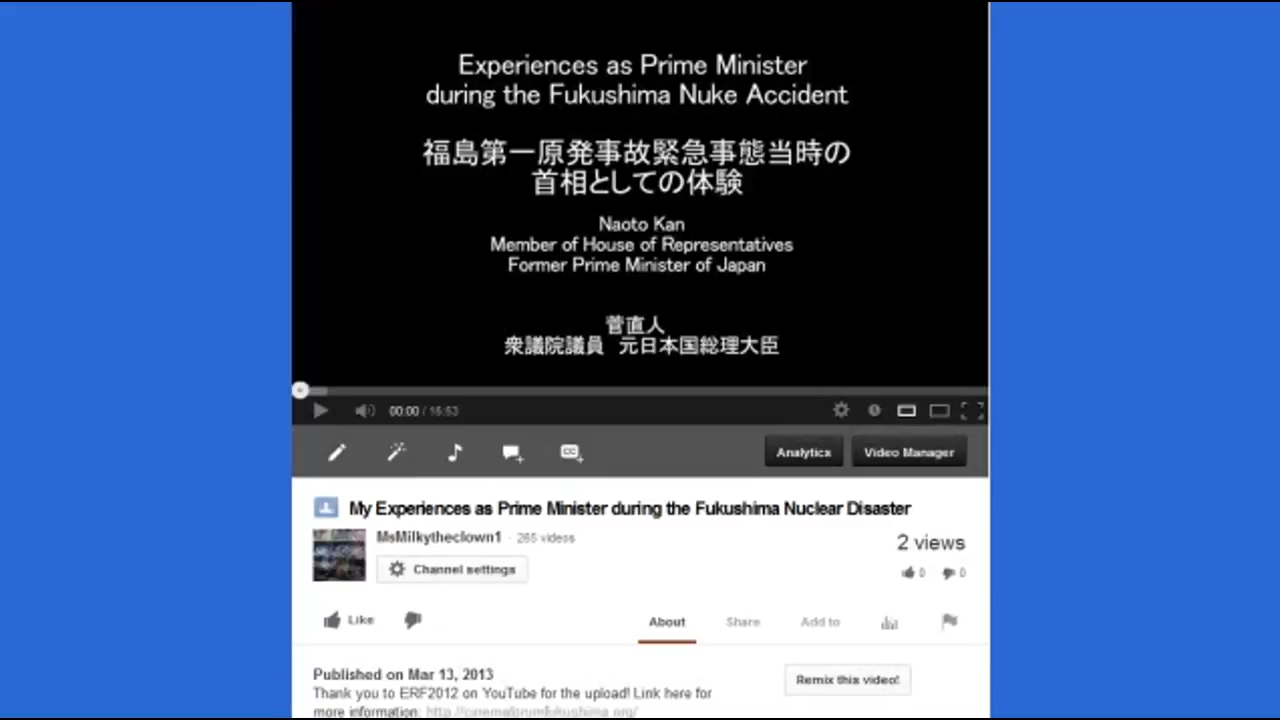 Experiences as Prime Minister
during the Fukushima Nuke Accident
福島第一原発事故緊急事態当時の
首相としての体験
Naoto Kan
Member of House of Representatives
Former Prime Minister of Japan
菅直人
衆議院議員 元日本国総理大臣
00:00 / 15:53
Analytics Video Manager
My Experiences as Prime Minister during the Fukushima Nuclear Disaster
MsMilkytheclown1 · 265 videos
2 views
Channel settings
0 0
Like
About Share Add to
Published on Mar 13, 2013
Remix this video!
Thank you to ERF2012 on YouTube for the upload! Link here for
more information: http://cinemaforumfukushima.org/